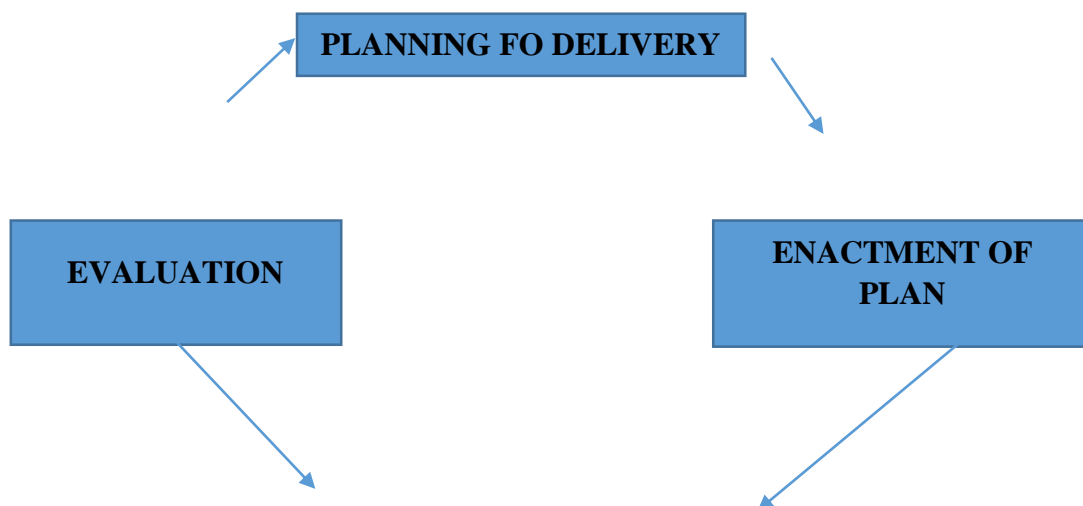 PLANNING FO DELIVERY
EVALUATION
ENACTMENT OF
PLAN